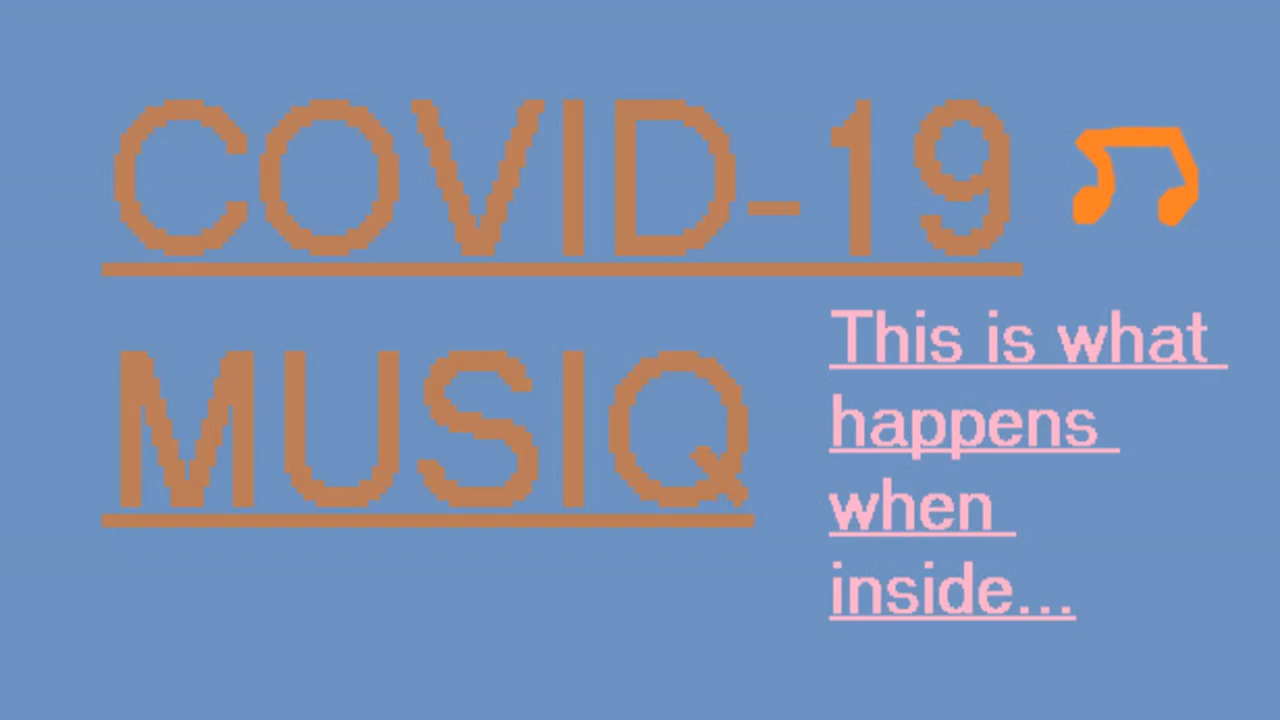 COVID-19
MUSIQ
This is what
happens
when
inside...